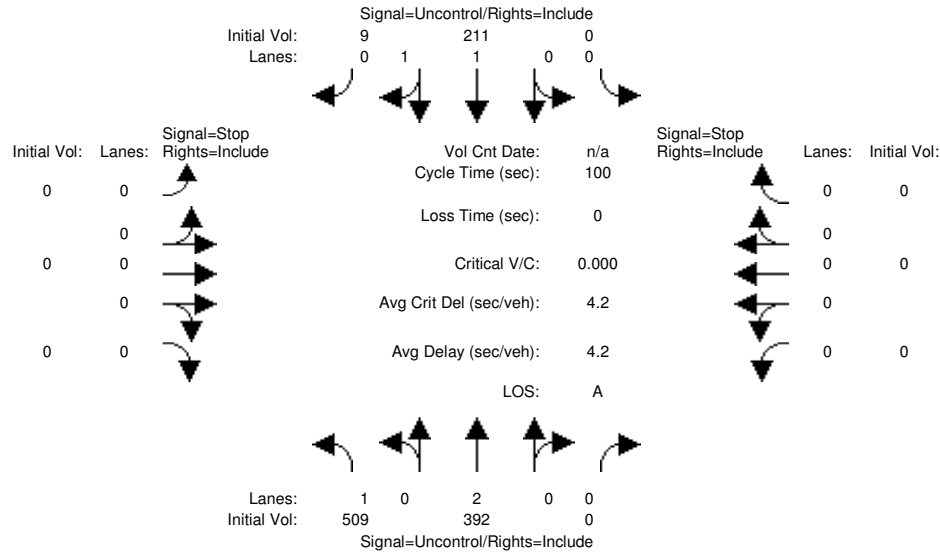 Signal=Uncontrol/Rights=Include
Initial Vol: 9 211 0
Lanes: 0 1 1 0 0
Signal=Stop Signal=Stop
Initial Vol: Lanes: Rights=Include Vol Cnt Date: n/a Rights=Include Lanes: Initial Vol:
Cycle Time (sec): 100
0 0 0 0
Loss Time (sec): 0
0 0
0 0 Critical V/C: 0.000 0 0
0 Avg Crit Del (sec/veh): 4.2 0
0 0 Avg Delay (sec/veh): 4.2 0 0
LOS: A
Lanes: 1 0 2 0 0
Initial Vol: 509 392 0
Signal=Uncontrol/Rights=Include